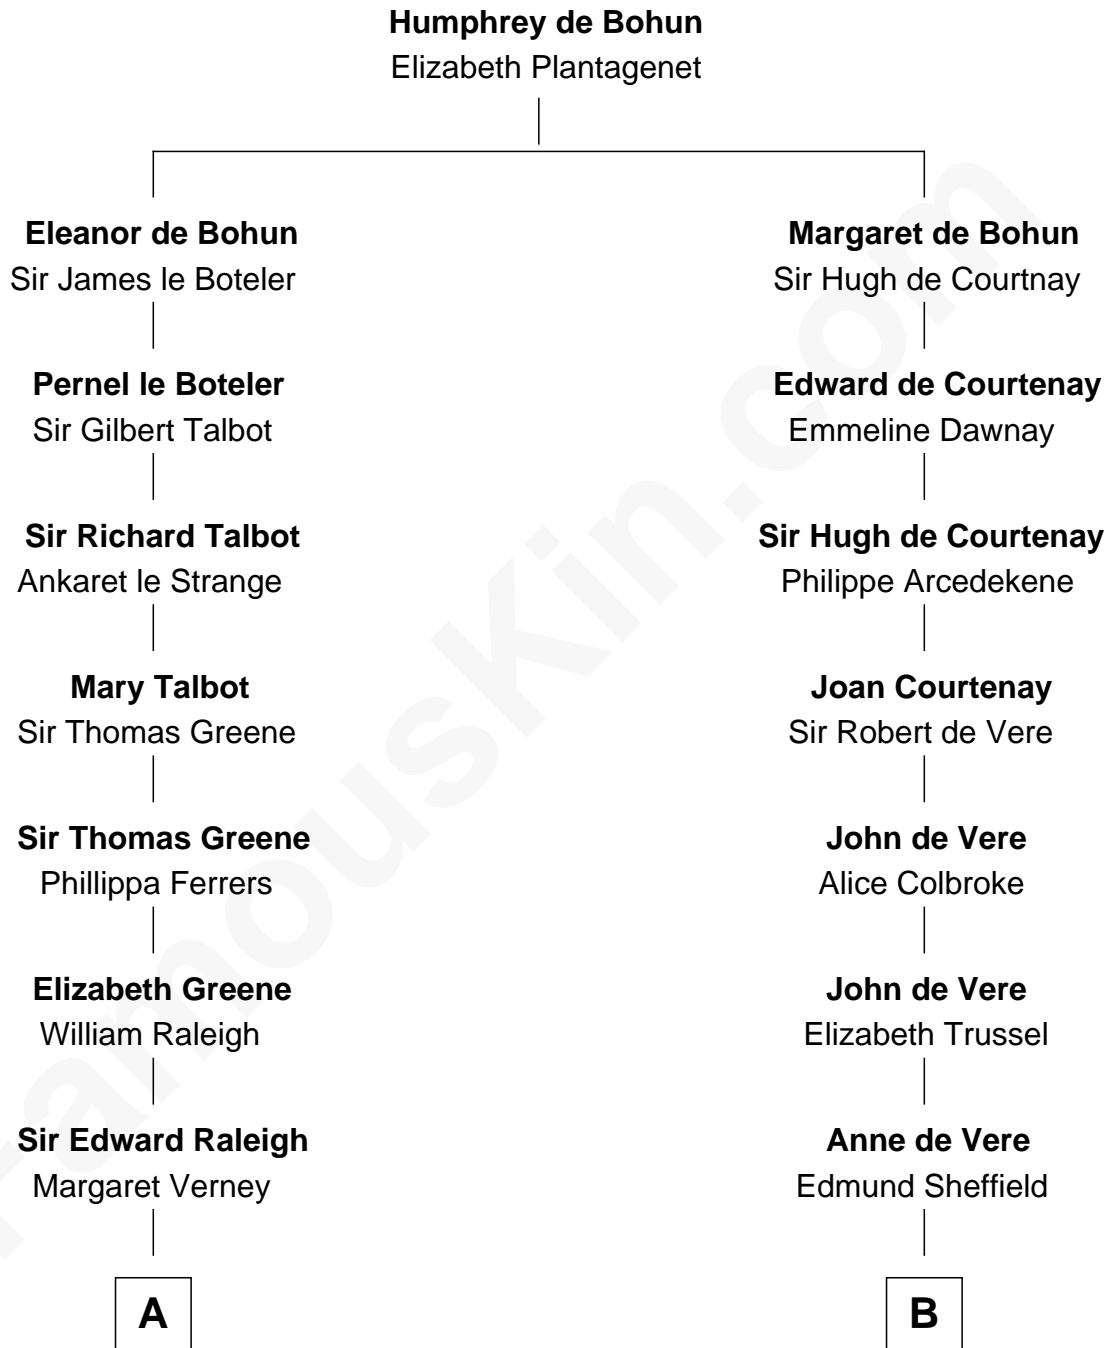 Humphrey de Bohun
Elizabeth Plantagenet
Eleanor de Bohun
Sir James le Boteler
Margaret de Bohun
Sir Hugh de Courtnay
Pernel le Boteler
Sir Gilbert Talbot
Edward de Courtenay
Emmeline Dawnay
Sir Richard Talbot
Ankaret le Strange
Sir Hugh de Courtenay
Philippe Arcedekene
Mary Talbot
Sir Thomas Greene
Joan Courtenay
Sir Robert de Vere
Sir Thomas Greene
Phillippa Ferrers
John de Vere
Alice Colbroke
Elizabeth Greene
William Raleigh
John de Vere
Elizabeth Trussel
Sir Edward Raleigh
Margaret Verney
Anne de Vere
Edmund Sheffield
A
B
FamousKin.com